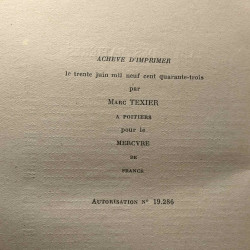 ACHEVÉ D'IMPRIMER
le trente juin mil neuf cent quarante-trois
par
MARC TEXIER
A POITIERS
pour le
MERCVRE
DE
FRANCE
AUTORISATION N° 19.286